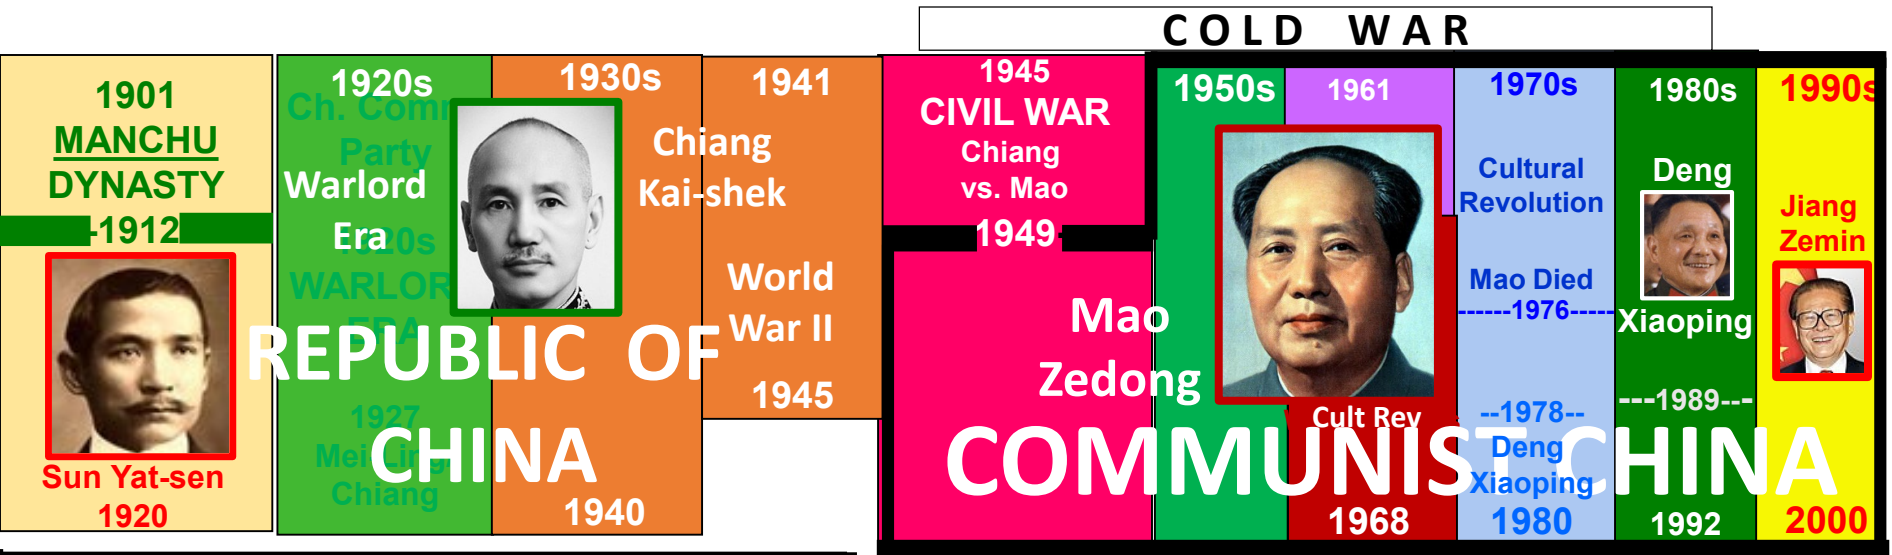 COLD WAR
1901
MANCHU
DYNASTY
-1912
Sun Yat-sen
1920
1920s
Ch. Comm
Party
Warlord
Era
1920s
WARLOR
ERA
1927
Mei-Ling
Chiang
1930s
Chiang
Kai-shek
1940
1941
World
War II
1945
REPUBLIC OF
CHINA
1945
CIVIL WAR
Chiang
vs. Mao
1949-
Mao
Zedong
1950s
1961
Cult Rev
1968
1970s
Cultural
Revolution
Mao Died
------1976-----
--1978--
Deng
Xiaoping
1980
1980s
Deng
Xiaoping
---1989---
1992
1990s
Jiang
Zemin
2000
COMMUNIST CHINA